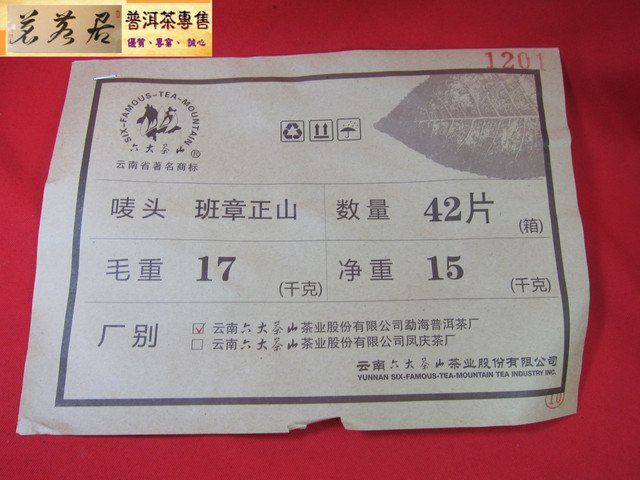 茗茗居
普洱茶專售
優質、專業、誠心
1201
SIX-FAMOUS-TEA-MOUNTAIN
六大茶山®
云南省著名商标
唛头 班章正山 数量 42片 (箱)
毛重 17 (千克) 净重 15 (千克)
厂别 ☑ 云南六大茶山茶业股份有限公司勐海普洱茶厂
☐ 云南六大茶山茶业股份有限公司凤庆茶厂
云南六大茶山茶业股份有限公司
YUNNAN SIX-FAMOUS-TEA-MOUNTAIN TEA INDUSTRY INC.
10